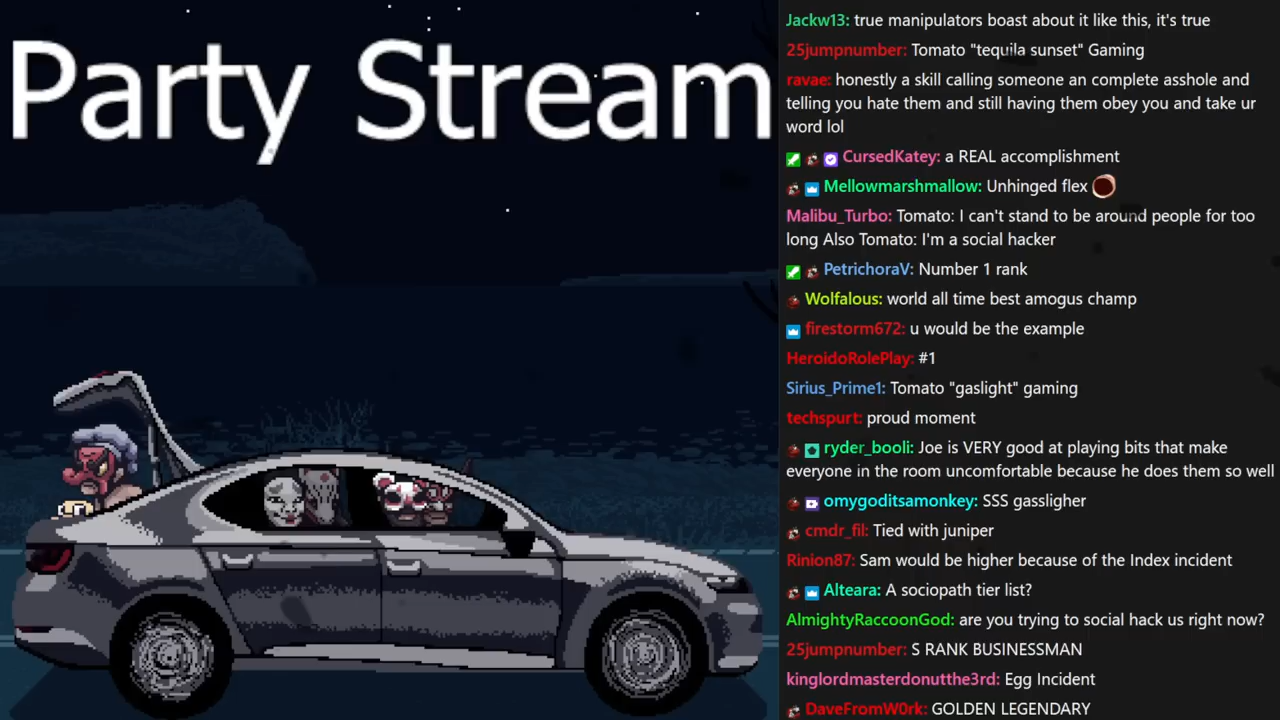 Party Stream
Jackw13: true manipulators boast about it like this, it's true
25jumpnumber: Tomato "tequila sunset" Gaming
ravae: honestly a skill calling someone an complete asshole and
telling you hate them and still having them obey you and take ur
word lol
CursedKatey: a REAL accomplishment
Mellowmarshmallow: Unhinged flex
Malibu_Turbo: Tomato: I can't stand to be around people for too
long Also Tomato: I'm a social hacker
PetrichoraV: Number 1 rank
Wolfalous: world all time best amogus champ
firestorm672: u would be the example
HeroidoRolePlay: #1
Sirius_Prime1: Tomato "gaslight" gaming
techspurt: proud moment
ryder_booli: Joe is VERY good at playing bits that make
everyone in the room uncomfortable because he does them so well
omygoditsamonkey: SSS gassligher
cmdr_fil: Tied with juniper
Rinion87: Sam would be higher because of the Index incident
Alteara: A sociopath tier list?
AlmightyRaccoonGod: are you trying to social hack us right now?
25jumpnumber: S RANK BUSINESSMAN
kinglordmasterdonutthe3rd: Egg Incident
DaveFromW0rk: GOLDEN LEGENDARY